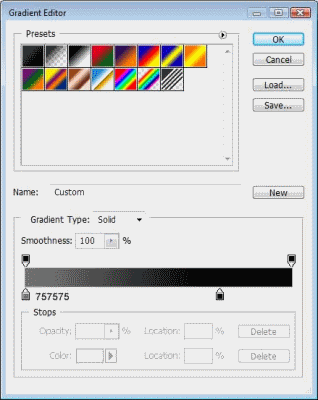 Gradient Editor
Presets
OK
Cancel
Load...
Save...
Name: Custom
New
Gradient Type: Solid
Smoothness: 100 %
757575
Stops
Opacity: % Location: % Delete
Color: Location: % Delete